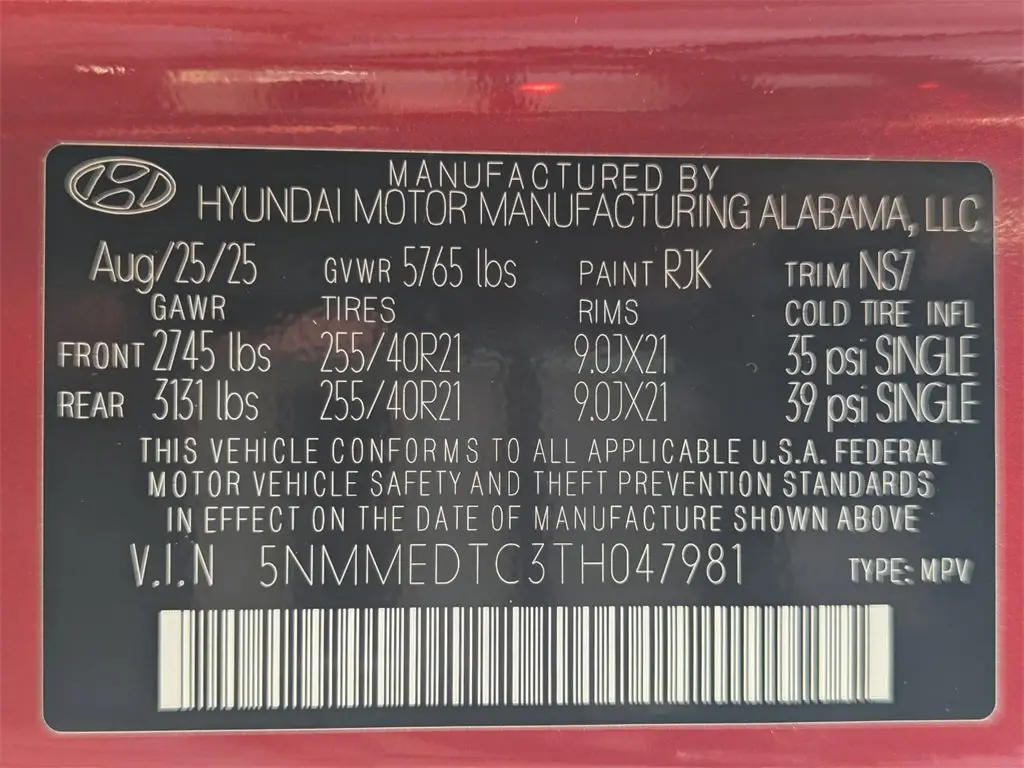 MANUFACTURED BY
HYUNDAI MOTOR MANUFACTURING ALABAMA, LLC
Aug/25/25 GVWR 5765 lbs PAINT RJK TRIM NS7
GAWR TIRES RIMS COLD TIRE INFL
FRONT 2745 lbs 255/40R21 9.0JX21 35 psi SINGLE
REAR 3131 lbs 255/40R21 9.0JX21 39 psi SINGLE
THIS VEHICLE CONFORMS TO ALL APPLICABLE U.S.A. FEDERAL
MOTOR VEHICLE SAFETY AND THEFT PREVENTION STANDARDS
IN EFFECT ON THE DATE OF MANUFACTURE SHOWN ABOVE
V.I.N 5NMMEDTC3TH047981 TYPE: MPV